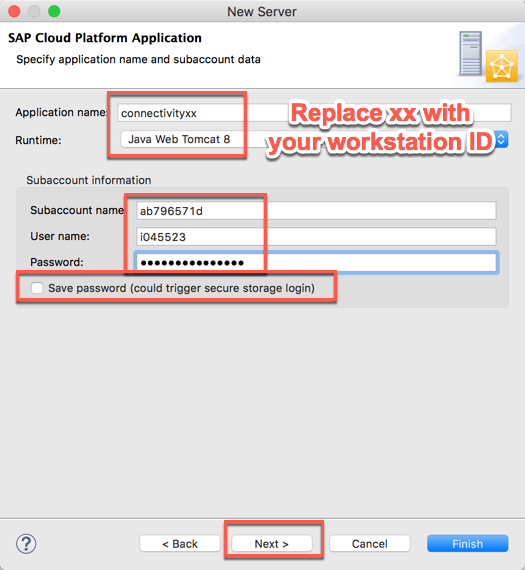 New Server
SAP Cloud Platform Application
Specify application name and subaccount data
Application name: connectivityxx
Replace xx with
your workstation ID
Runtime: Java Web Tomcat 8
Subaccount information
Subaccount name ab796571d
User name: i045523
Password: ●●●●●●●●●●●●●●●
Save password (could trigger secure storage login)
? < Back Next > Cancel Finish